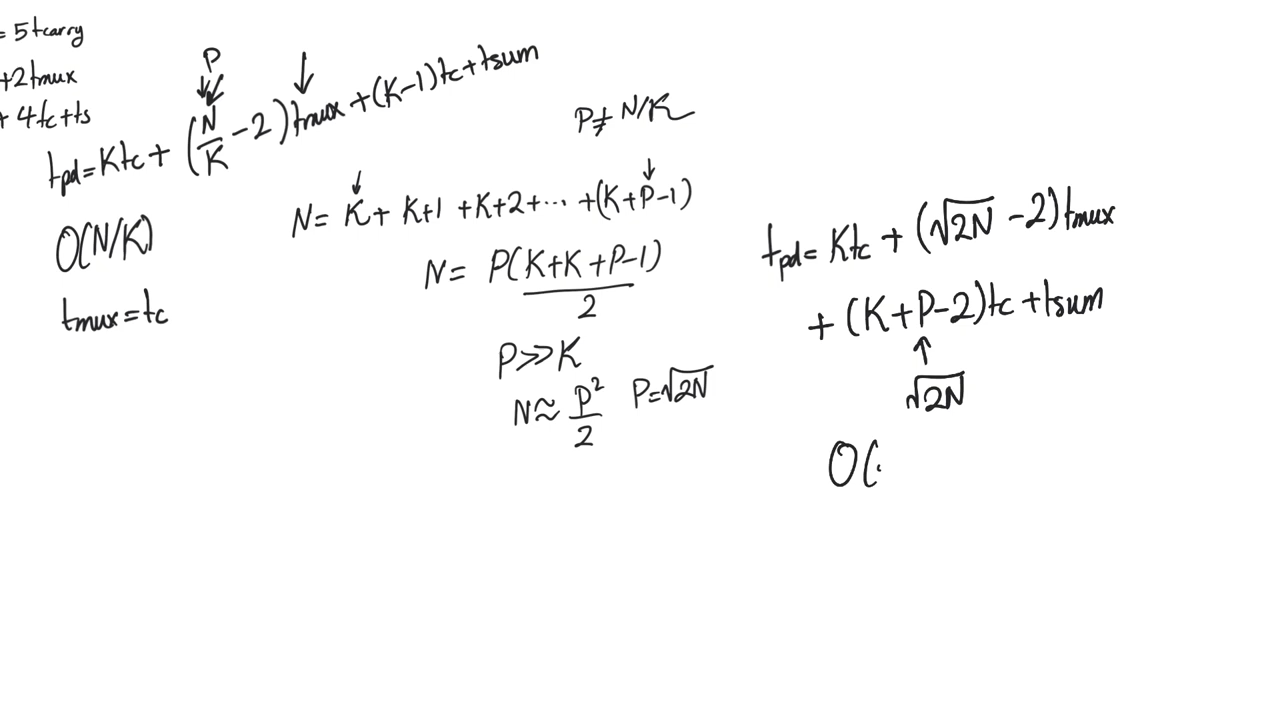 = 5tcarry
+2tmux
+ 4tc+ts
P
tpd=Ktc + (N/K -2)tmux+(K-1)tc+tsum
O(N/K)
tmux=tc
P≠N/K
N= K+ K+1 +K+2+... +(K+P-1)
N= P(K+K+P-1)/2
P>>K
N≈ P²/2 P=√2N
tpd= Ktc + (√2N -2)tmux
+ (K+P-2)tc+tsum
√2N
O(